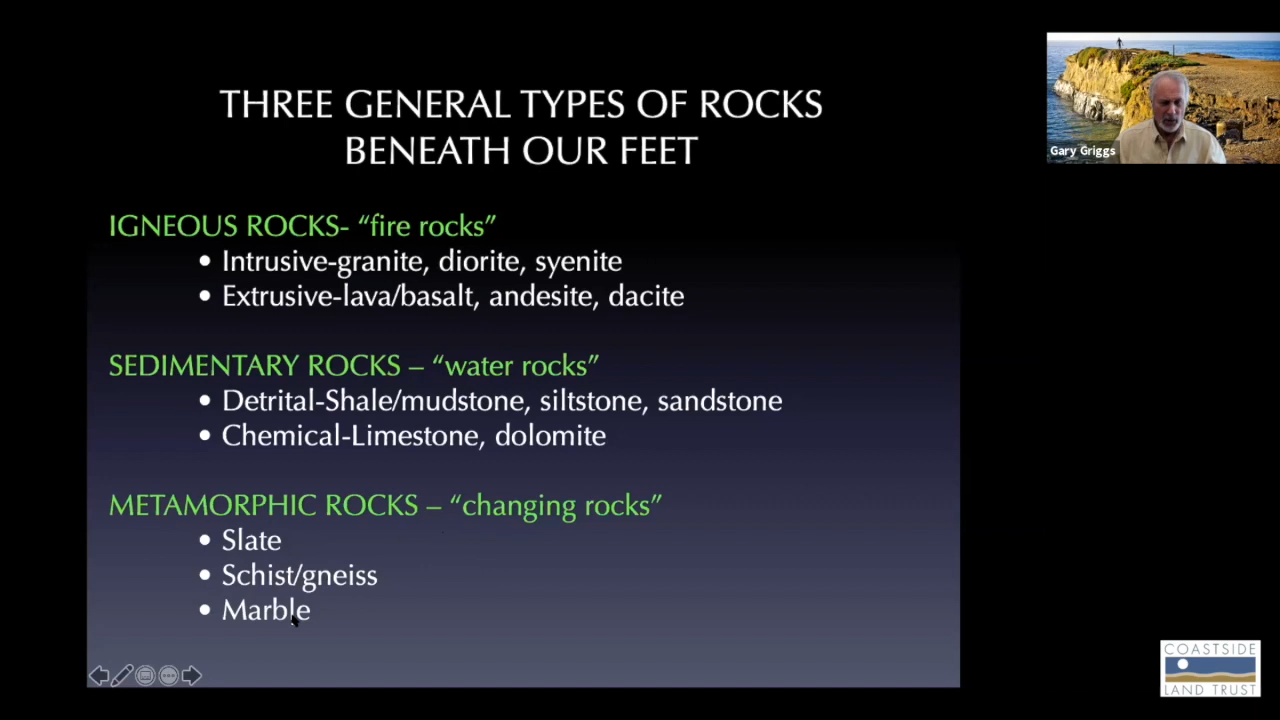 THREE GENERAL TYPES OF ROCKS
BENEATH OUR FEET
IGNEOUS ROCKS- “fire rocks”
• Intrusive-granite, diorite, syenite
• Extrusive-lava/basalt, andesite, dacite
SEDIMENTARY ROCKS – “water rocks”
• Detrital-Shale/mudstone, siltstone, sandstone
• Chemical-Limestone, dolomite
METAMORPHIC ROCKS – “changing rocks”
• Slate
• Schist/gneiss
• Marble
Gary Griggs
COASTSIDE
LAND TRUST